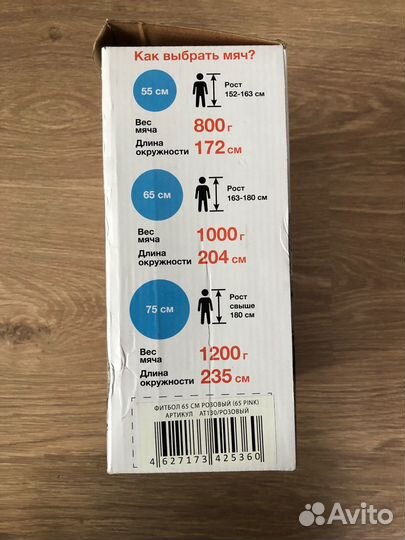 Как выбрать мяч?
55 см
Рост
152-163 см
Вес
мяча
800 г
Длина
окружности
172 см
65 см
Рост
163-180 см
Вес
мяча
1000 г
Длина
окружности
204 см
75 см
Рост
свыше
180 см
Вес
мяча
1200 г
Длина
окружности
235 см
ФИТБОЛ 65 СМ РОЗОВЫЙ (65 PINK)
АРТИКУЛ АТ130/РОЗОВЫЙ
4 627173 425360
Avito